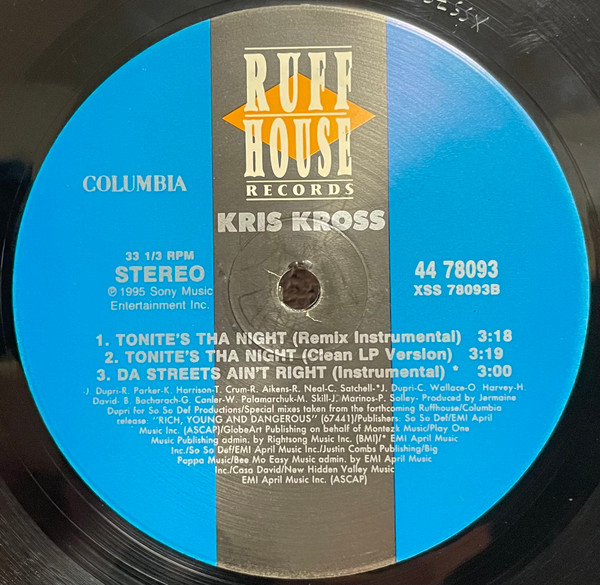 RUFF
HOUSE
RECORDS
COLUMBIA
KRIS KROSS
33 1/3 RPM
STEREO
℗ 1995 Sony Music
Entertainment Inc.
44 78093
XSS 78093B
1. TONITE'S THA NIGHT (Remix Instrumental) 3:18
2. TONITE'S THA NIGHT (Clean LP Version) 3:19
3. DA STREETS AIN'T RIGHT (Instrumental) * 3:00
J. Dupri-R. Parker-K. Harrison-T. Crum-R. Aikens-R. Neal-C. Satchell-*J. Dupri-C. Wallace-O. Harvey-H.
David- B. Bacharach-G. Canler-W. Palamarchuk-M. Skill-J. Marinos-P. Solley- Produced by Jermaine
Dupri for So So Def Productions/Special mixes taken from the forthcoming Ruffhouse/Columbia
release: "RICH, YOUNG AND DANGEROUS" (67441)/Publishers: So So Def/EMI April
Music Inc. (ASCAP)/GlobeArt Publishing on behalf of Montezk Music/Play One
Music Publishing admin. by Rightsong Music Inc. (BMI)/* EMI April Music
Inc./So So Def/EMI April Music Inc./Justin Combs Publishing/Big
Poppa Music/Bee Mo Easy Music admin. by EMI April Music
Inc./Casa David/New Hidden Valley Music
EMI April Music Inc. (ASCAP)